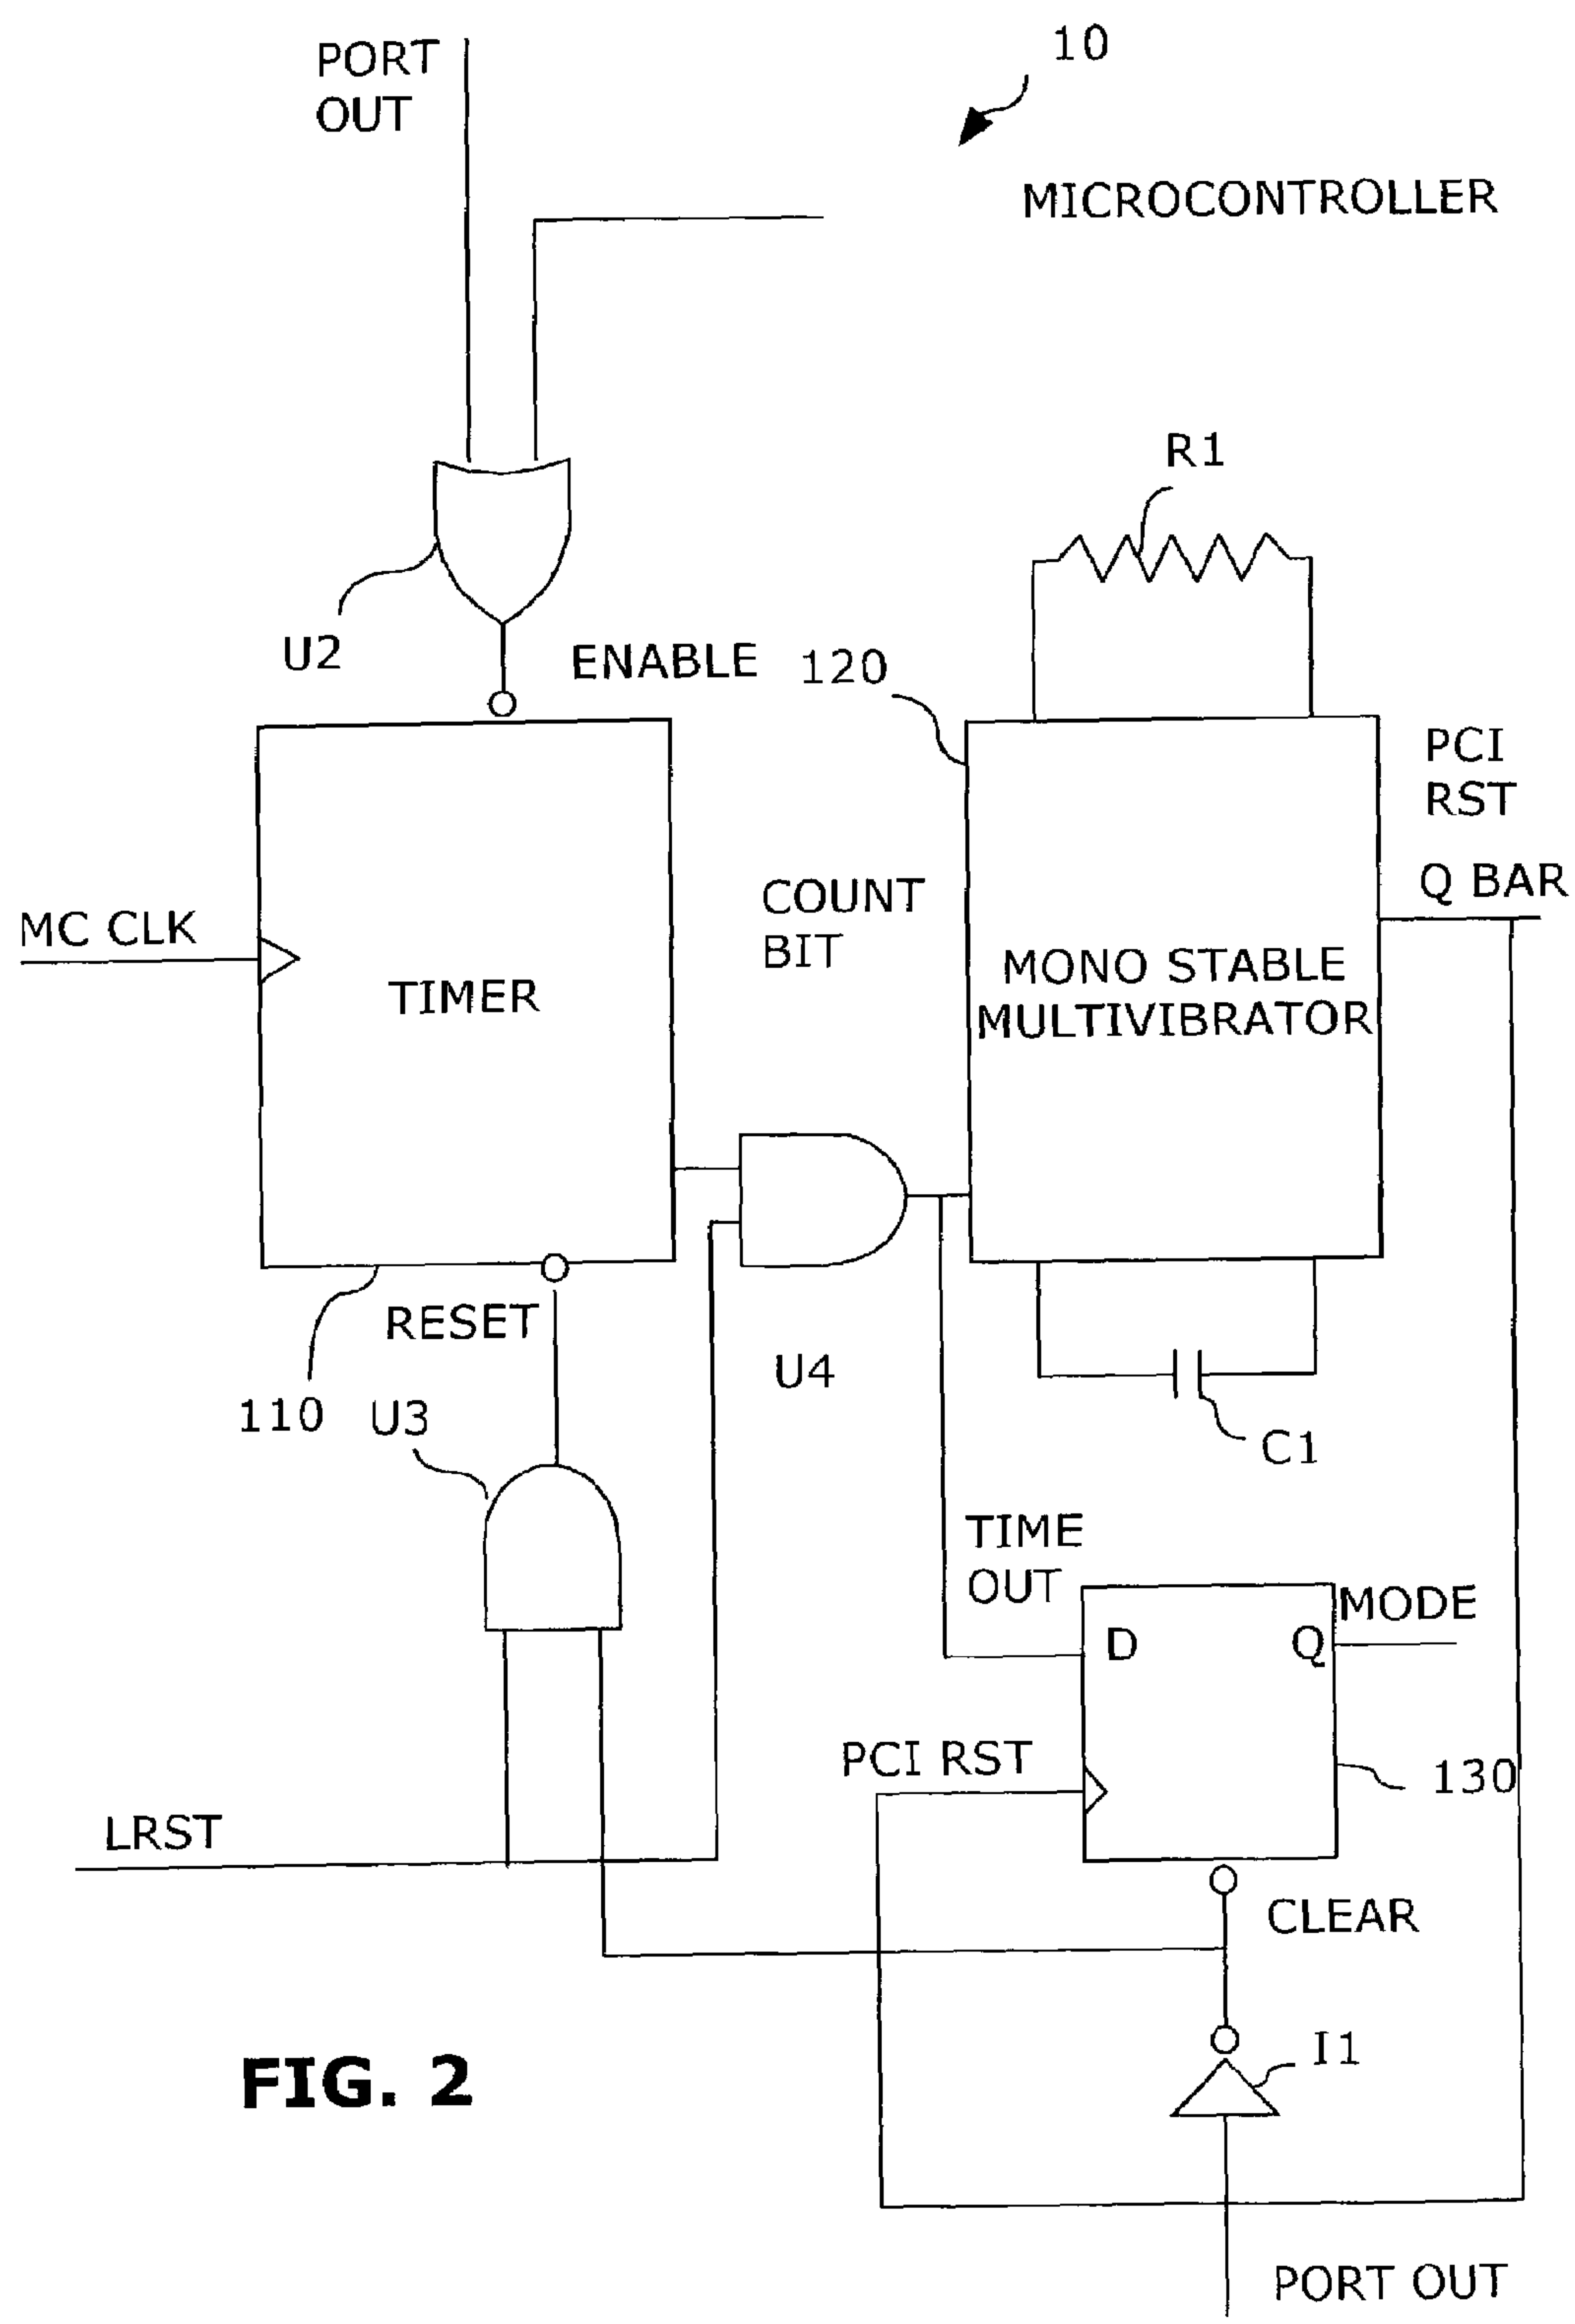 PORT
OUT
10
MICROCONTROLLER
R1
U2
ENABLE
120
PCI
RST
Q BAR
COUNT
BIT
MC CLK
TIMER
MONO STABLE
MULTIVIBRATOR
RESET
U4
110
U3
C1
TIME
OUT
MODE
D
Q
PCI RST
130
LRST
CLEAR
I1
FIG. 2
PORT OUT